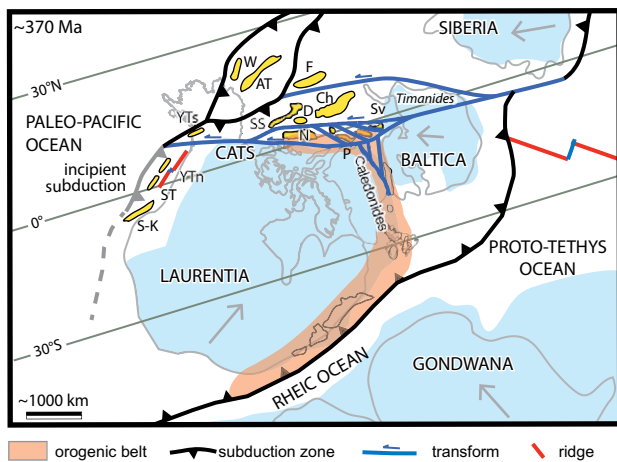 ~370 Ma
SIBERIA
30°N
W
AT
F
Ch
D
Sv
Timanides
YTs
SS
N
PALEO-PACIFIC
OCEAN
CATS
P
BALTICA
incipient
subduction
YTn
ST
Caledonides
0°
S-K
LAURENTIA
PROTO-TETHYS
OCEAN
30°S
RHEIC OCEAN
GONDWANA
~1000 km
orogenic belt
subduction zone
transform
ridge